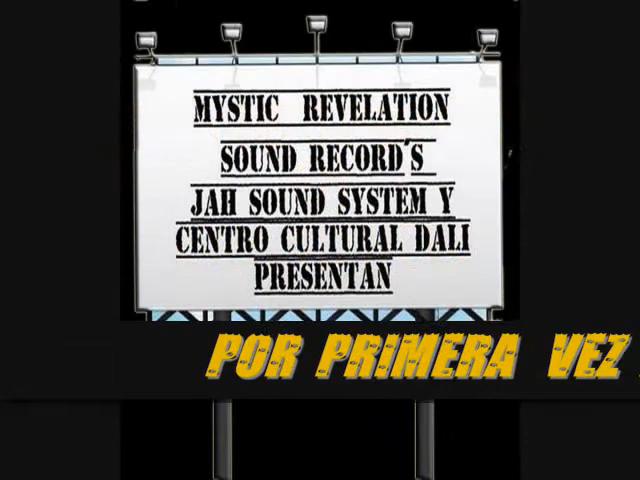 MYSTIC REVELATION
SOUND RECORD´S
JAH SOUND SYSTEM Y
CENTRO CULTURAL DALI
PRESENTAN
POR PRIMERA VEZ